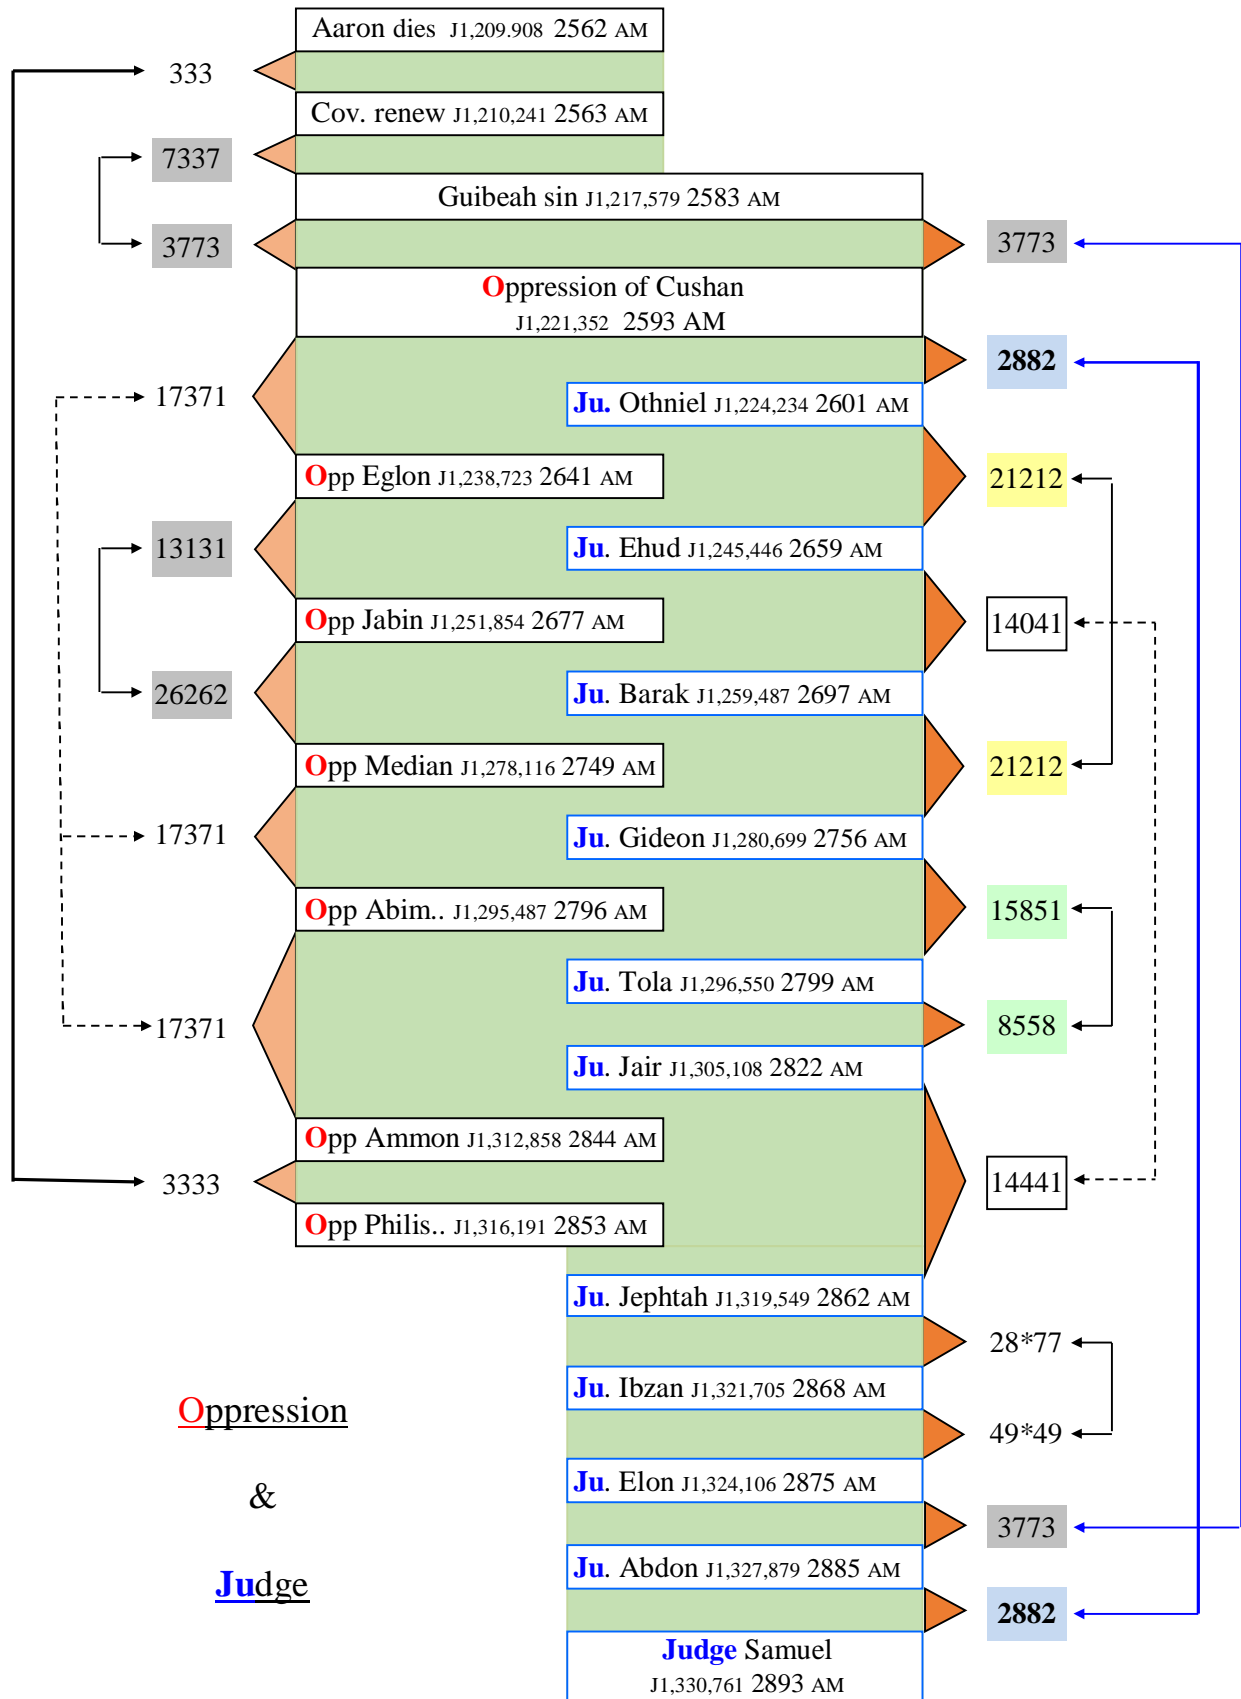 Aaron dies J1,209.908 2562 AM
333
Cov. renew J1,210,241 2563 AM
7337
Guibeah sin J1,217,579 2583 AM
3773
3773
Oppression of Cushan
J1,221,352 2593 AM
2882
17371
Ju. Othniel J1,224,234 2601 AM
Opp Eglon J1,238,723 2641 AM
21212
13131
Ju. Ehud J1,245,446 2659 AM
Opp Jabin J1,251,854 2677 AM
14041
26262
Ju. Barak J1,259,487 2697 AM
Opp Median J1,278,116 2749 AM
21212
17371
Ju. Gideon J1,280,699 2756 AM
Opp Abim.. J1,295,487 2796 AM
15851
Ju. Tola J1,296,550 2799 AM
17371
8558
Ju. Jair J1,305,108 2822 AM
Opp Ammon J1,312,858 2844 AM
3333
14441
Opp Philis.. J1,316,191 2853 AM
Ju. Jephtah J1,319,549 2862 AM
28*77
Ju. Ibzan J1,321,705 2868 AM
Oppression
49*49
Ju. Elon J1,324,106 2875 AM
&
3773
Ju. Abdon J1,327,879 2885 AM
Judge
2882
Judge Samuel
J1,330,761 2893 AM